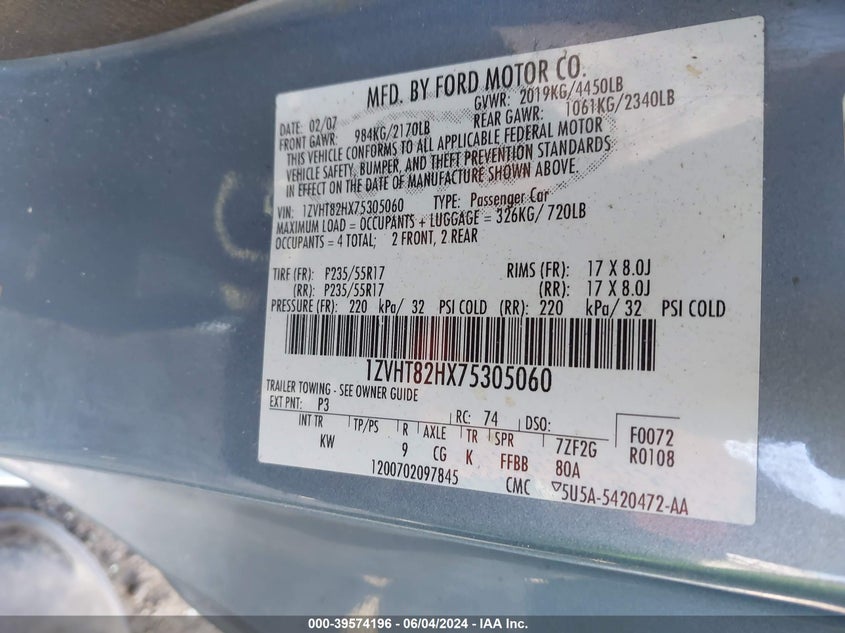 MFD. BY FORD MOTOR CO.
DATE: 02/07 GVWR: 2019KG/4450LB
FRONT GAWR: 984KG/2170LB REAR GAWR: 1061KG/2340LB
THIS VEHICLE CONFORMS TO ALL APPLICABLE FEDERAL MOTOR
VEHICLE SAFETY, BUMPER, AND THEFT PREVENTION STANDARDS
IN EFFECT ON THE DATE OF MANUFACTURE SHOWN ABOVE.
VIN: 1ZVHT82HX75305060 TYPE: Passenger Car
MAXIMUM LOAD = OCCUPANTS + LUGGAGE = 326KG/720LB
OCCUPANTS = 4 TOTAL; 2 FRONT, 2 REAR
TIRE (FR): P235/55R17 RIMS (FR): 17 X 8.0J
(RR): P235/55R17 (RR): 17 X 8.0J
PRESSURE (FR): 220 kPa/ 32 PSI COLD (RR): 220 kPa/ 32 PSI COLD
1ZVHT82HX75305060
TRAILER TOWING - SEE OWNER GUIDE
EXT PNT: P3 RC: 74 DSO: F0072
INT TR TP/PS R AXLE TR SPR 7ZF2G R0108
KW 9 CG K FFBB 80A
1200702097845 CMC ▽5U5A-5420472-AA
000-39574196 - 06/04/2024 - IAA Inc.